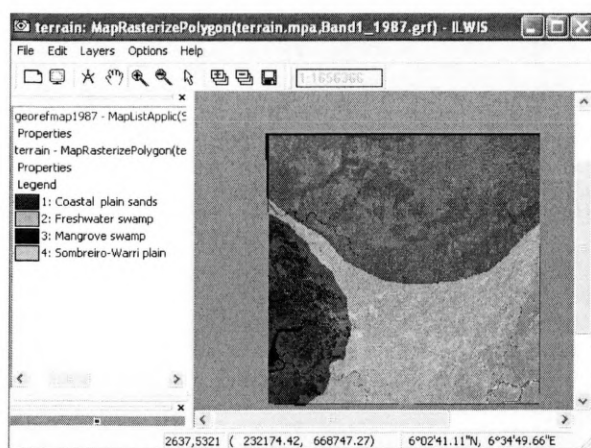 terrain: MapRasterizePolygon(terrain.mpa,Band1_1987.grf) - ILWIS
File Edit Layers Options Help
1:1656366
georefmap1987 - MapListApplic(S
Properties
terrain - MapRasterizePolygon(te
Properties
Legend
1: Coastal plain sands
2: Freshwater swamp
3: Mangrove swamp
4: Sombreiro-Warri plain
2637,5321 ( 232174.42, 668747.27) 6°02'41.11"N, 6°34'49.66"E